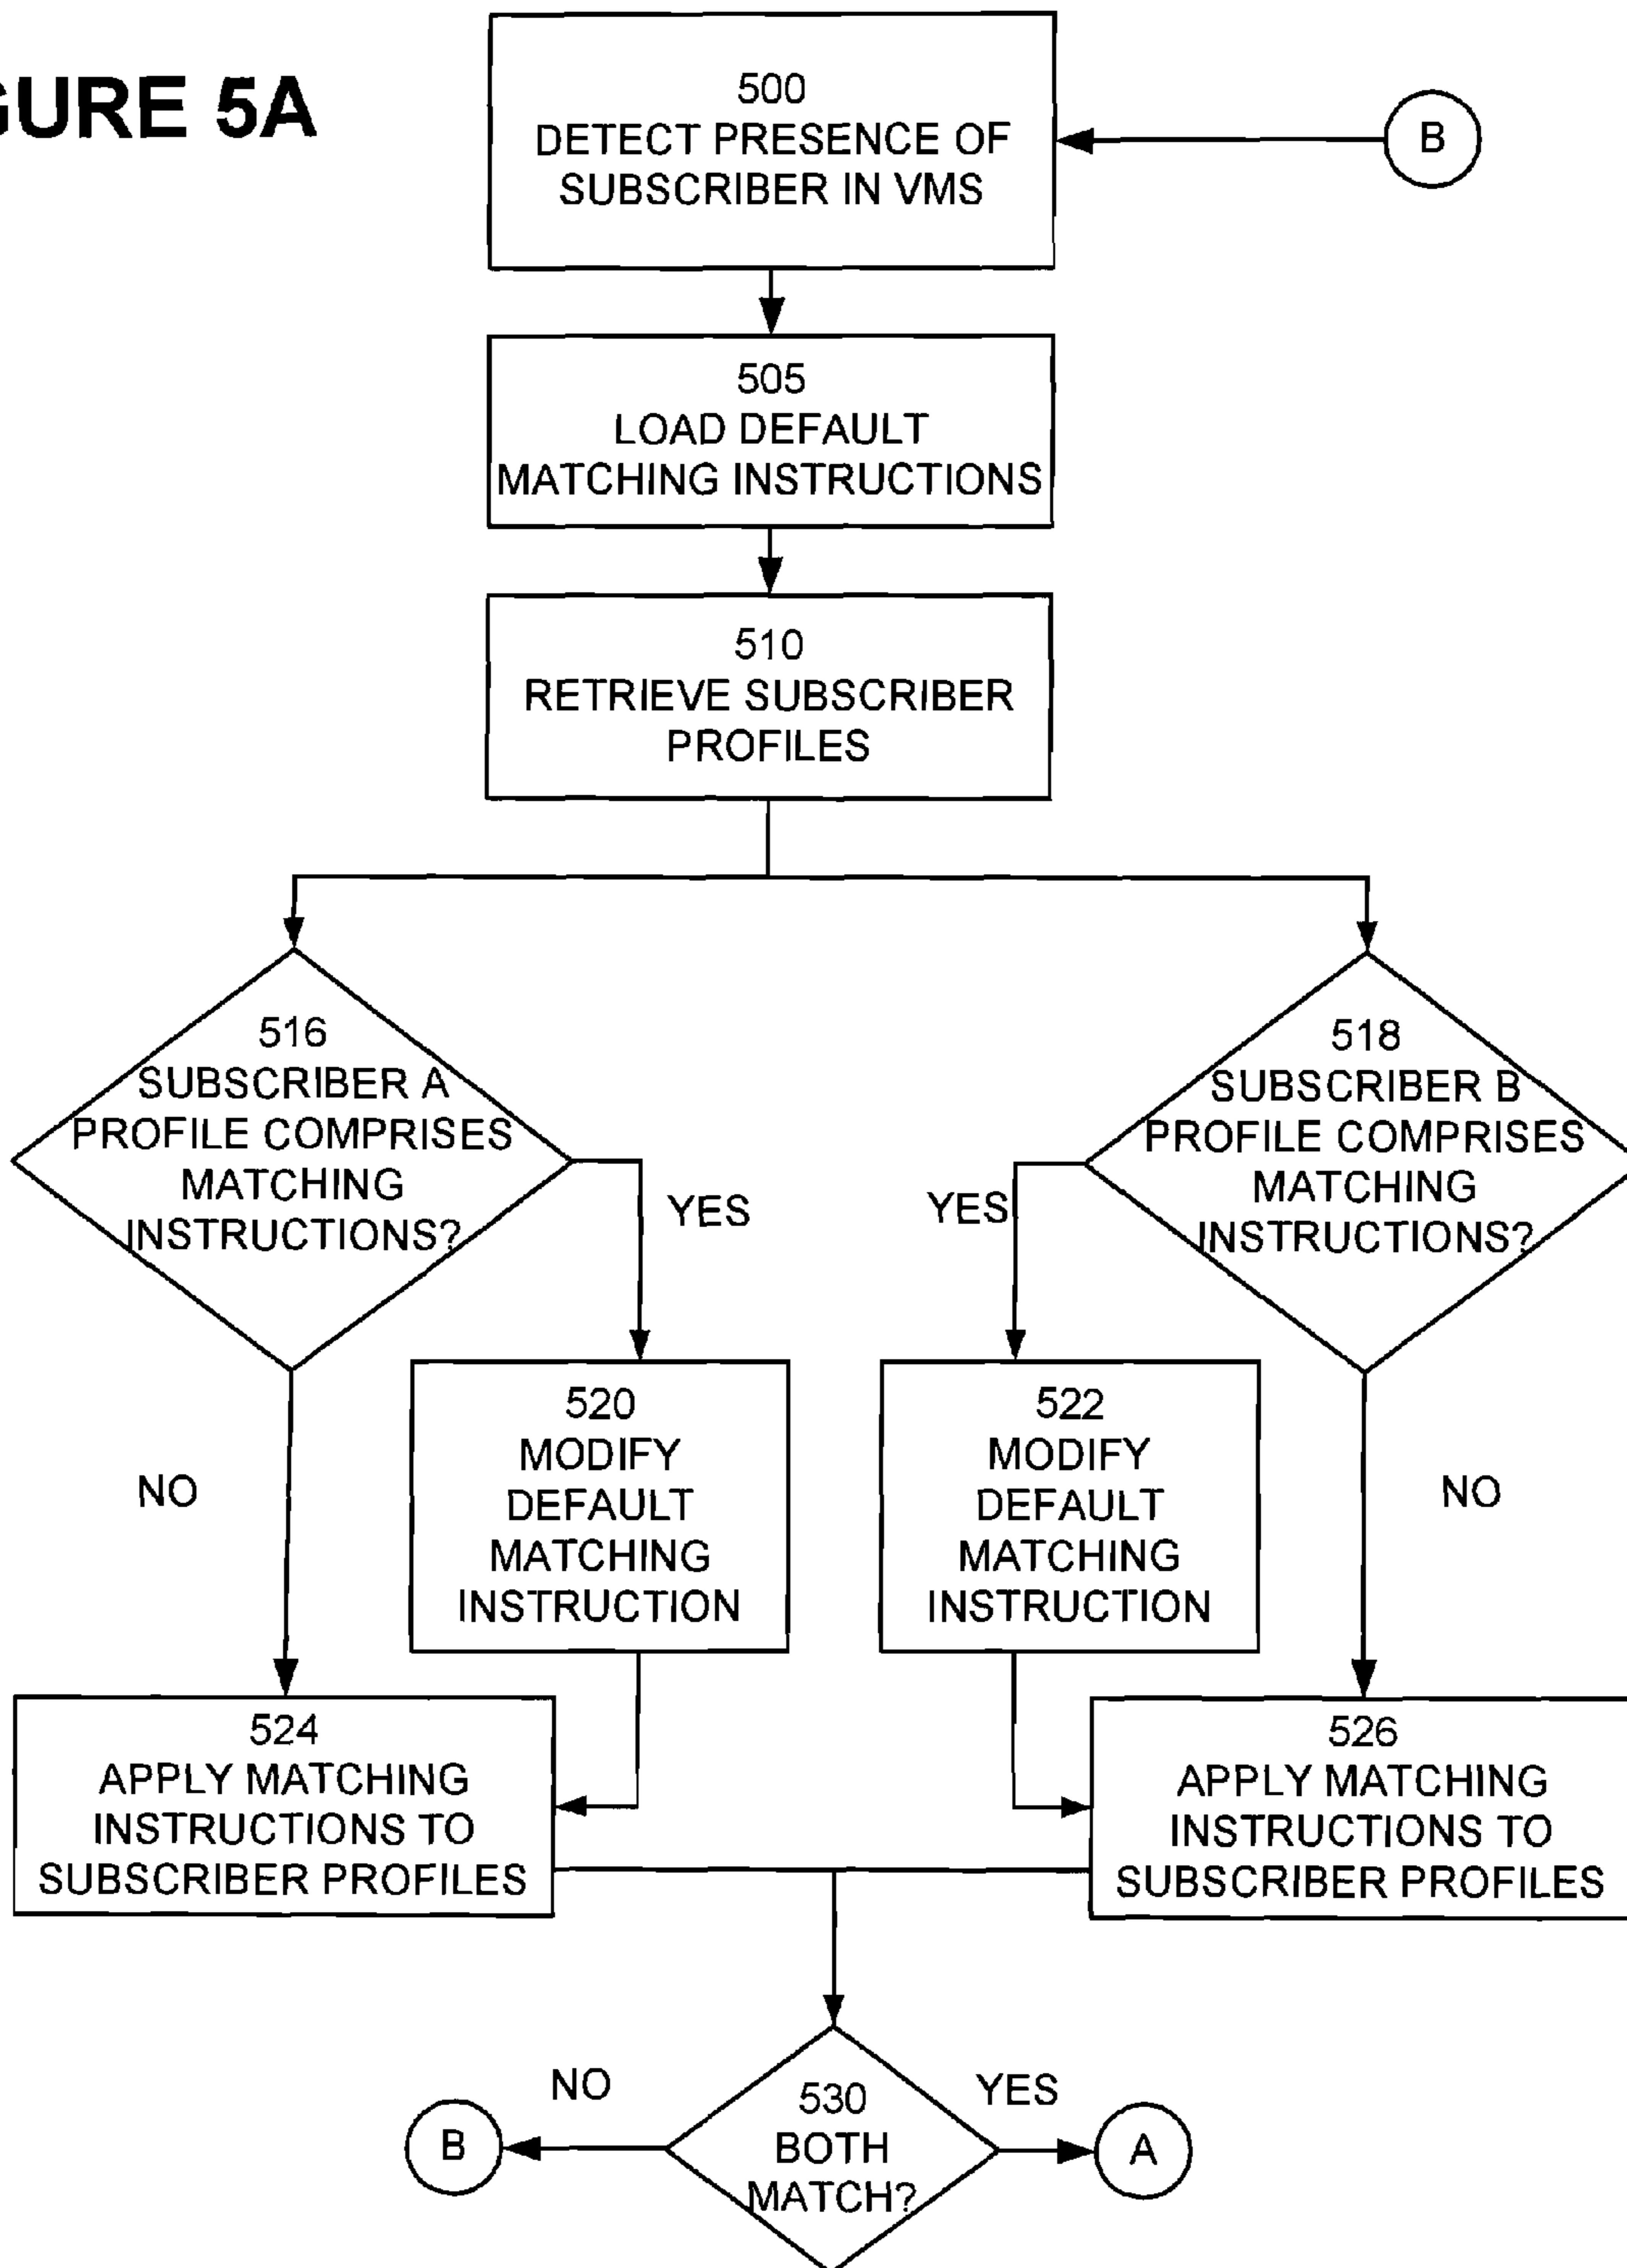 GURE 5A
500
DETECT PRESENCE OF
SUBSCRIBER IN VMS
B
505
LOAD DEFAULT
MATCHING INSTRUCTIONS
510
RETRIEVE SUBSCRIBER
PROFILES
516
SUBSCRIBER A
PROFILE COMPRISES
MATCHING
INSTRUCTIONS?
518
SUBSCRIBER B
PROFILE COMPRISES
MATCHING
INSTRUCTIONS?
YES
YES
520
MODIFY
DEFAULT
MATCHING
INSTRUCTION
522
MODIFY
DEFAULT
MATCHING
INSTRUCTION
NO
NO
524
APPLY MATCHING
INSTRUCTIONS TO
SUBSCRIBER PROFILES
526
APPLY MATCHING
INSTRUCTIONS TO
SUBSCRIBER PROFILES
NO
YES
B
530
BOTH
MATCH?
A